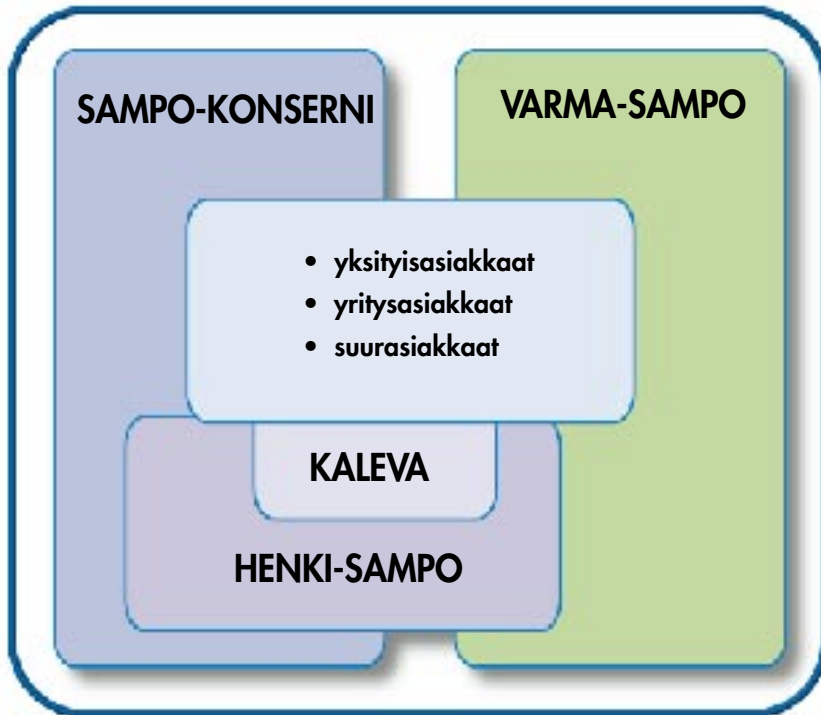 SAMPO-KONSERNI
VARMA-SAMPO
• yksityisasiakkaat
• yritysasiakkaat
• suurasiakkaat
KALEVA
HENKI-SAMPO